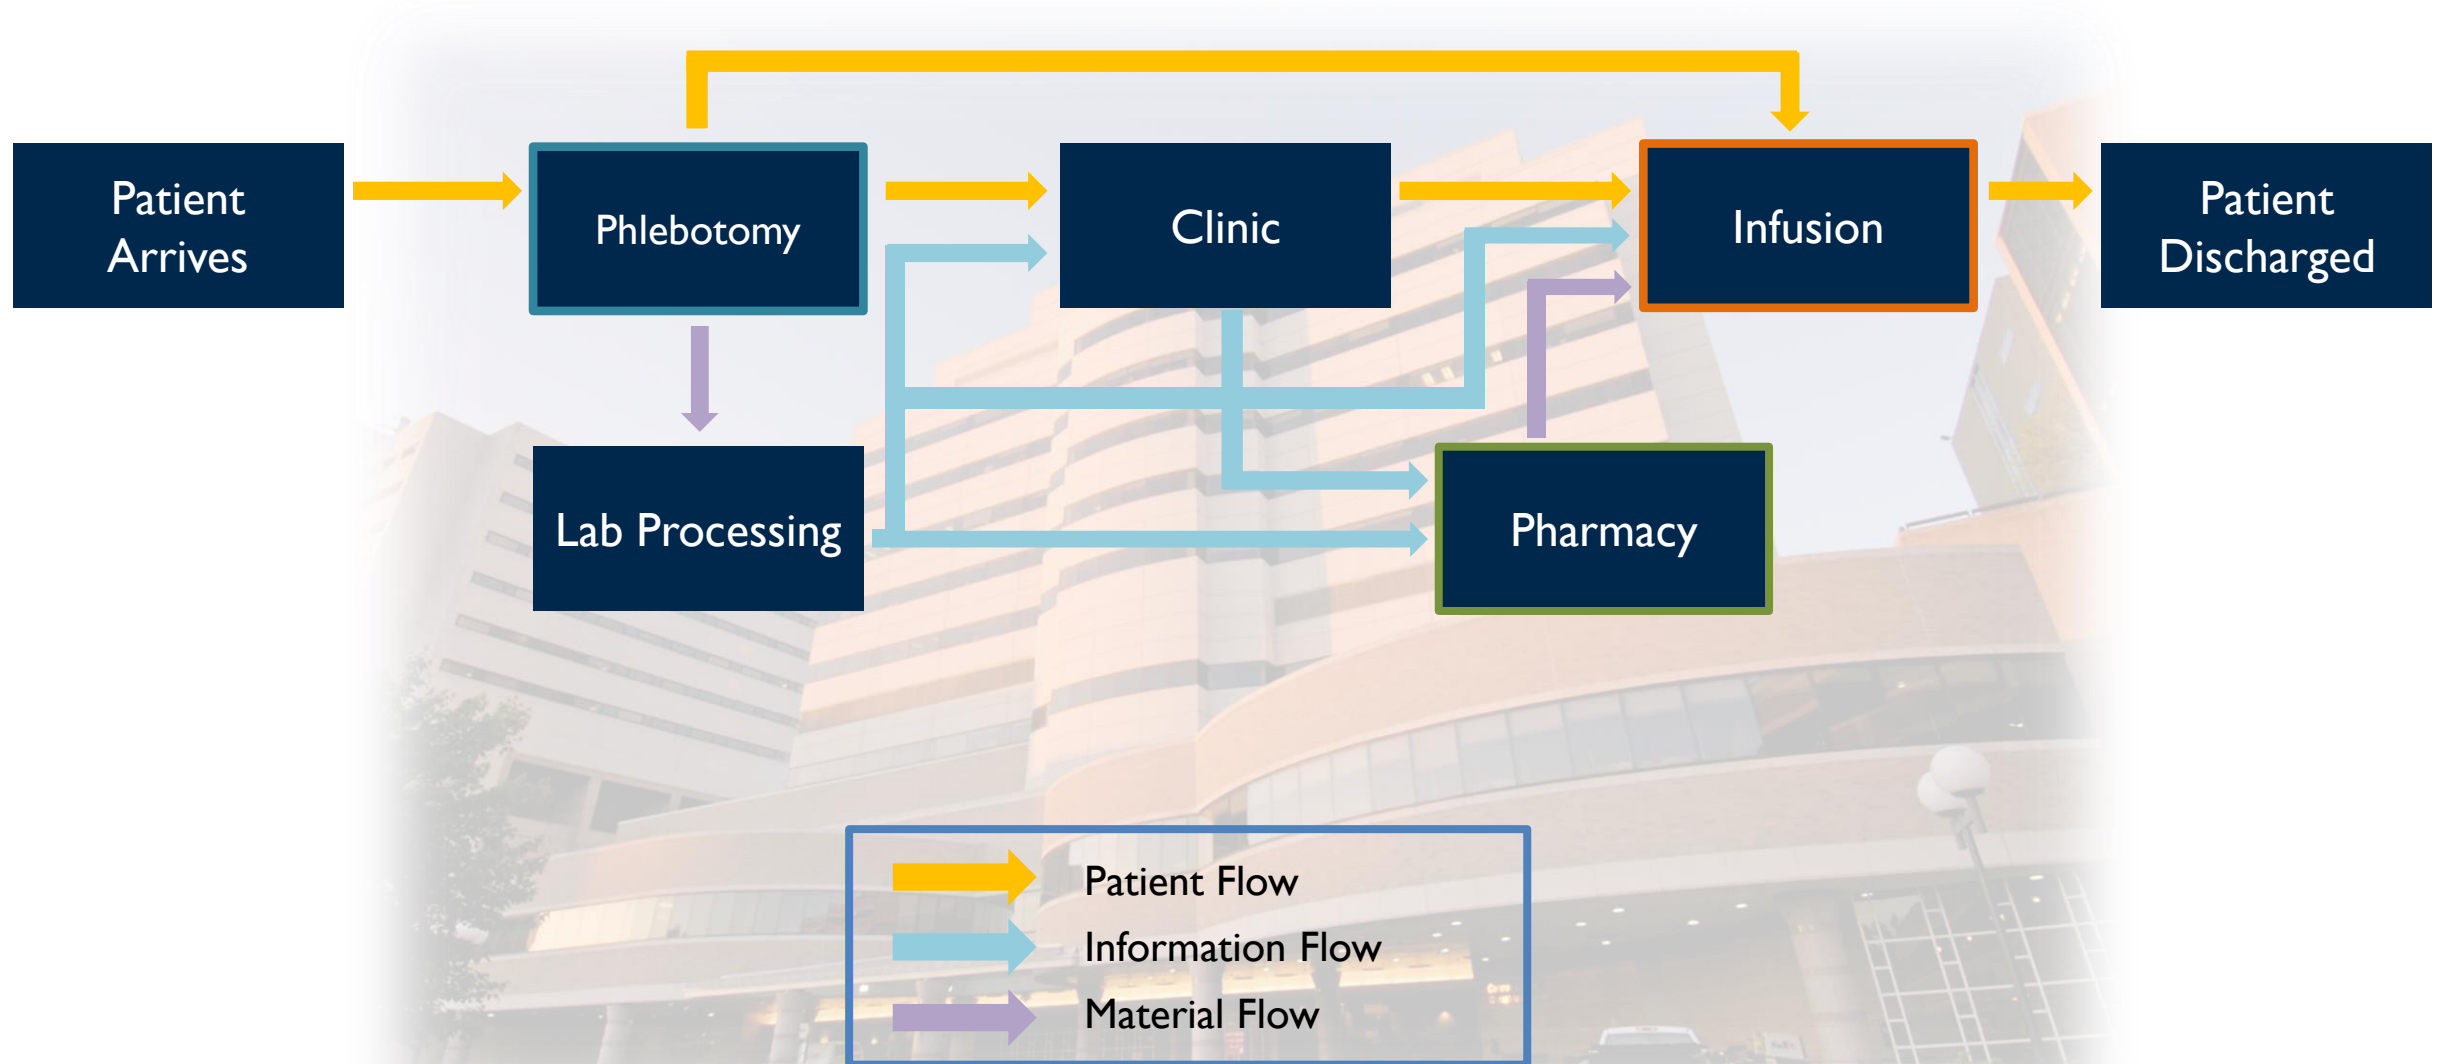 Patient
Arrives
Phlebotomy
Clinic
Infusion
Patient
Discharged
Lab Processing
Pharmacy
Patient Flow
Information Flow
Material Flow